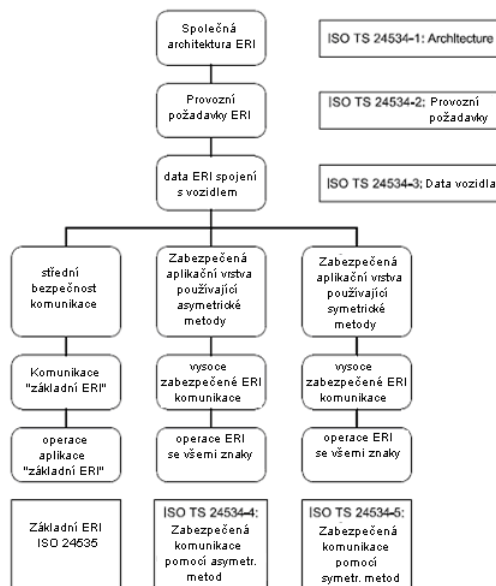 Společná
architektura ERI
ISO TS 24534-1: Architecture
Provozní
požadavky ERI
ISO TS 24534-2: Provozní
požadavky
data ERI spojení
s vozidlem
ISO TS 24534-3: Data vozidla
střední
bezpečnost
komunikace
Zabezpečená
aplikační vrstva
používající
asymetrické
metody
Zabezpečená
aplikační vrstva
používající
symetrické
metody
Komunikace
"základní ERI"
vysoce
zabezpečené ERI
komunikace
vysoce
zabezpečené ERI
komunikace
operace
aplikace
"základní ERI"
operace ERI
se všemi znaky
operace ERI
se všemi znaky
Základní ERI
ISO 24535
ISO TS 24534-4:
Zabezpečená
komunikace
pomocí asymetr.
metod
ISO TS 24534-5:
Zabezpečená
komunikace
pomocí
symetr. metod